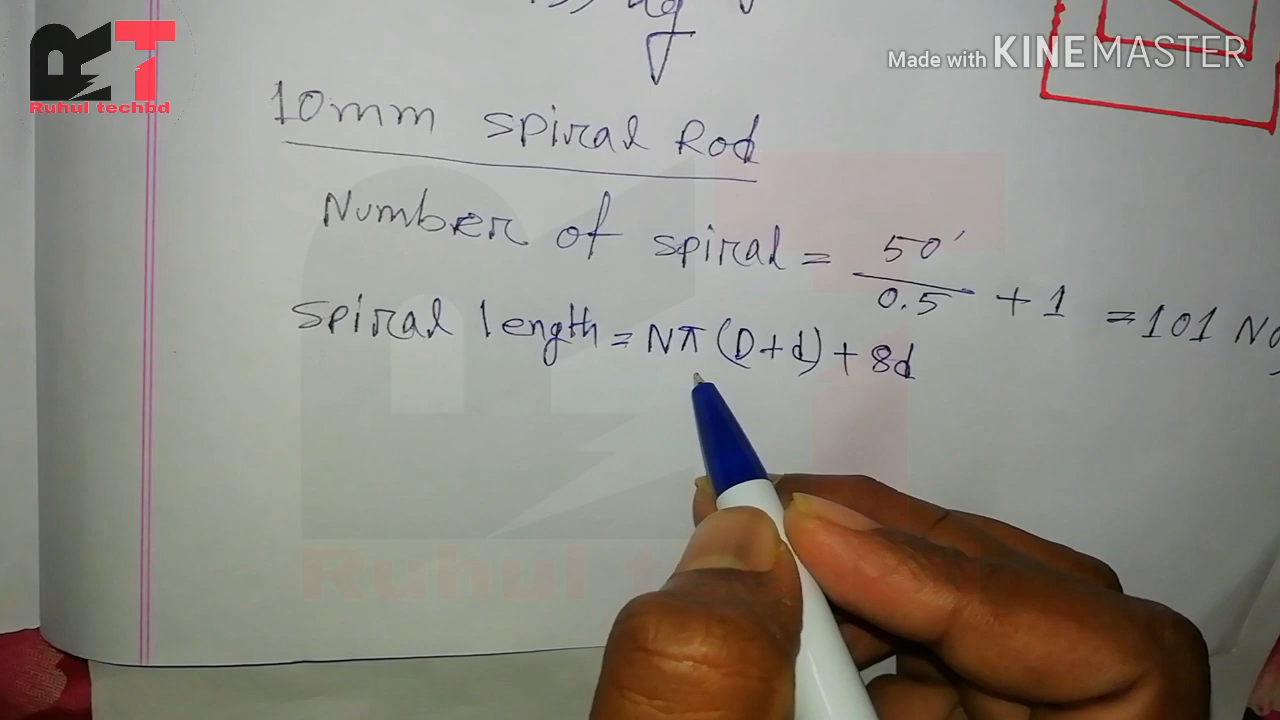 RT
Ruhul techbd
Made with KINEMASTER
10mm spiral Rod
Number of spiral = 50' / 0.5 + 1 = 101
Spiral length = Nπ(D+d) + 8d